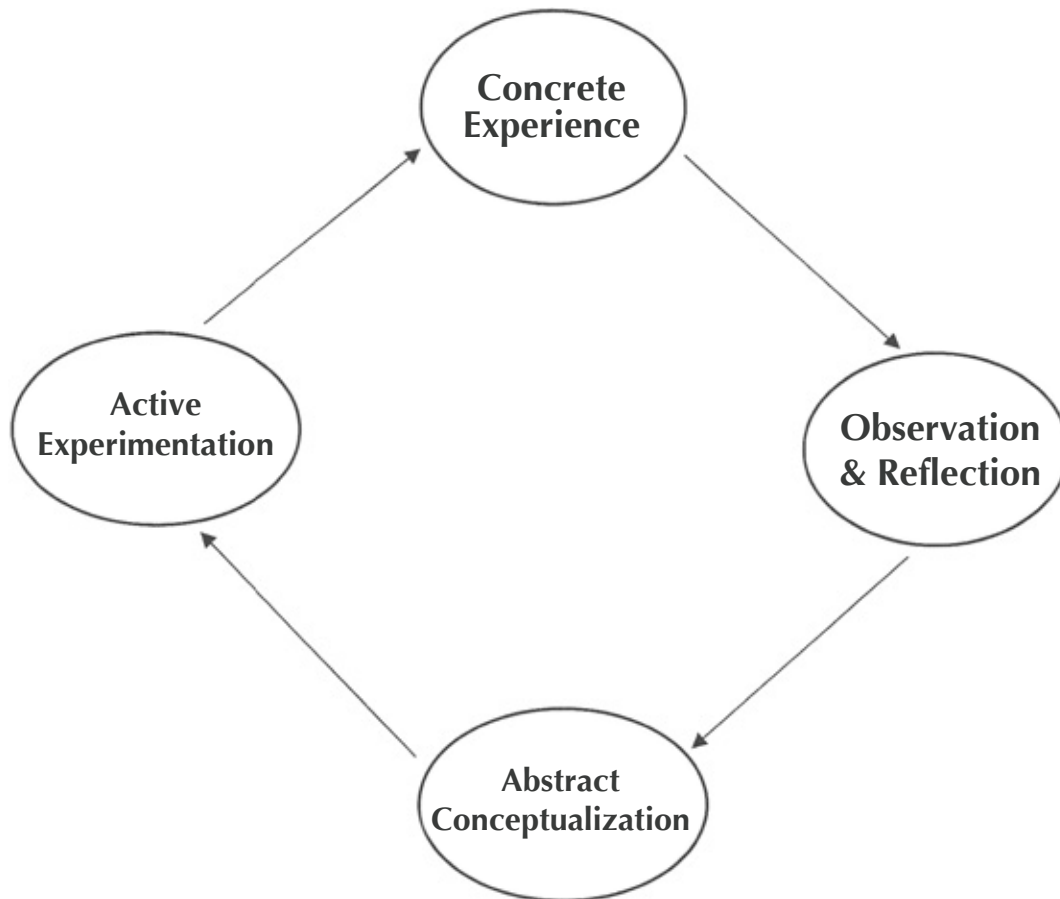 Concrete
Experience
Active
Experimentation
Observation
& Reflection
Abstract
Conceptualization